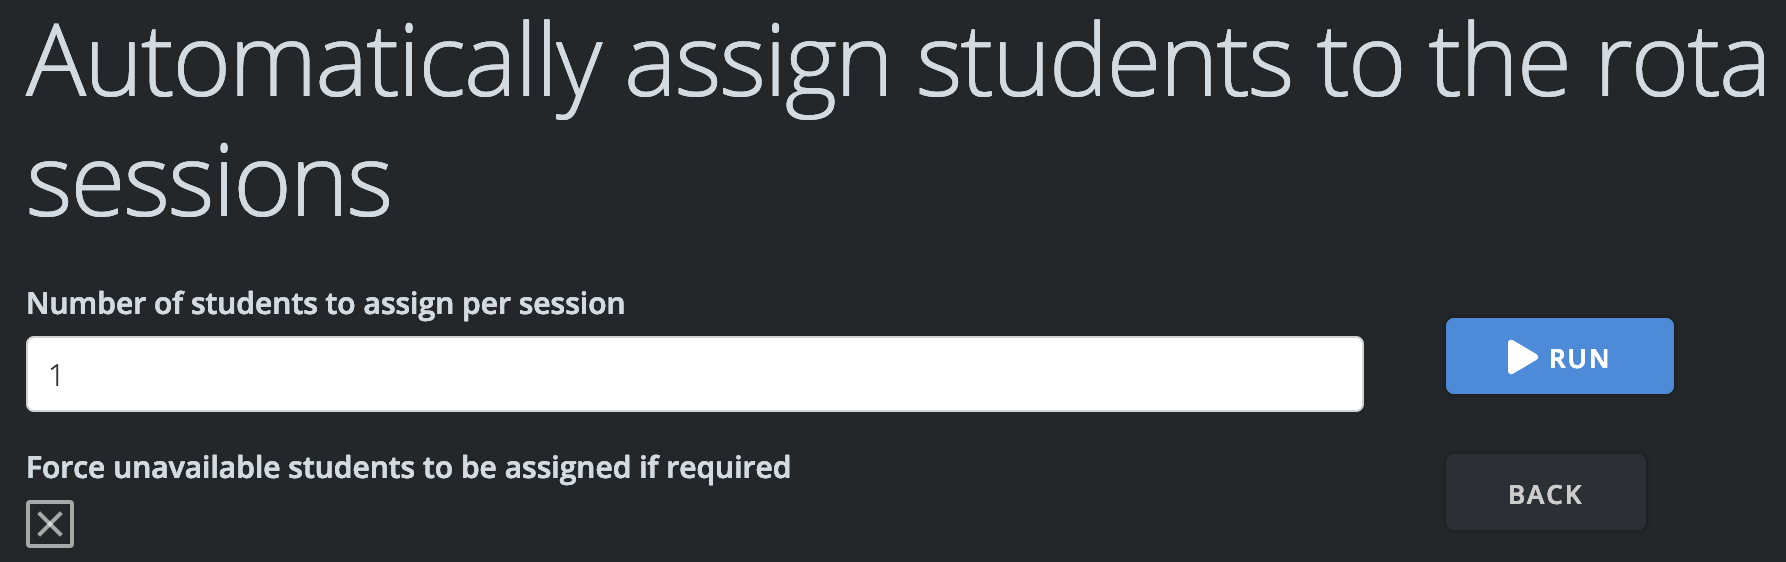 Automatically assign students to the rota
sessions
Number of students to assign per session
1
RUN
Force unavailable students to be assigned if required
BACK